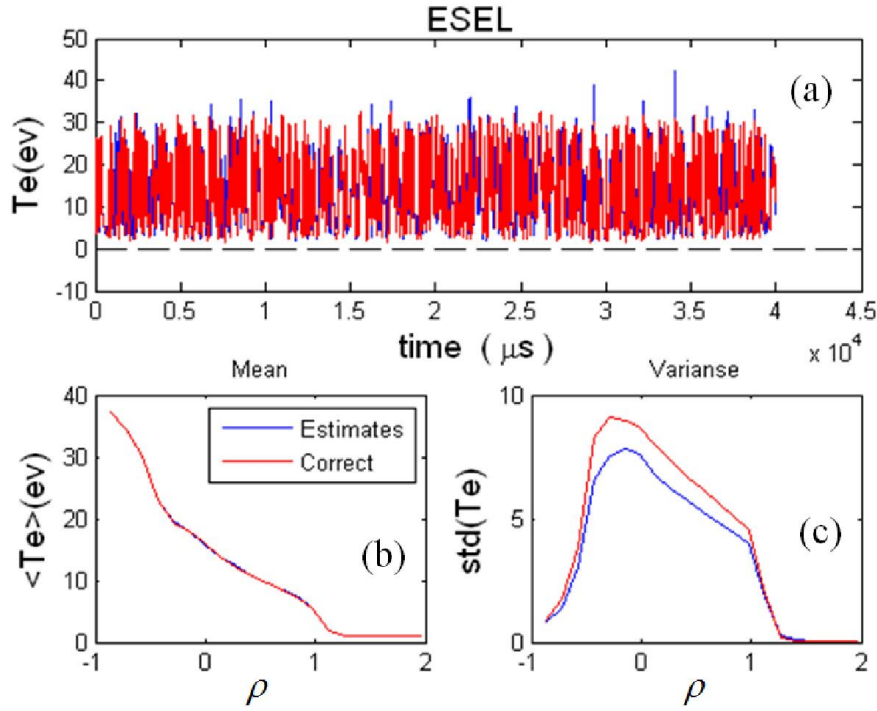 ESEL
50
40
30
20
10
0
-10
Te(ev)
(a)
0 0.5 1 1.5 2 2.5 3 3.5 4 4.5
time ( μs )
x 10^4
Mean
40
30
20
10
0
<Te>(ev)
Estimates
Correct
(b)
-1 0 1 2
ρ
Varianse
10
5
0
std(Te)
(c)
-1 0 1 2
ρ